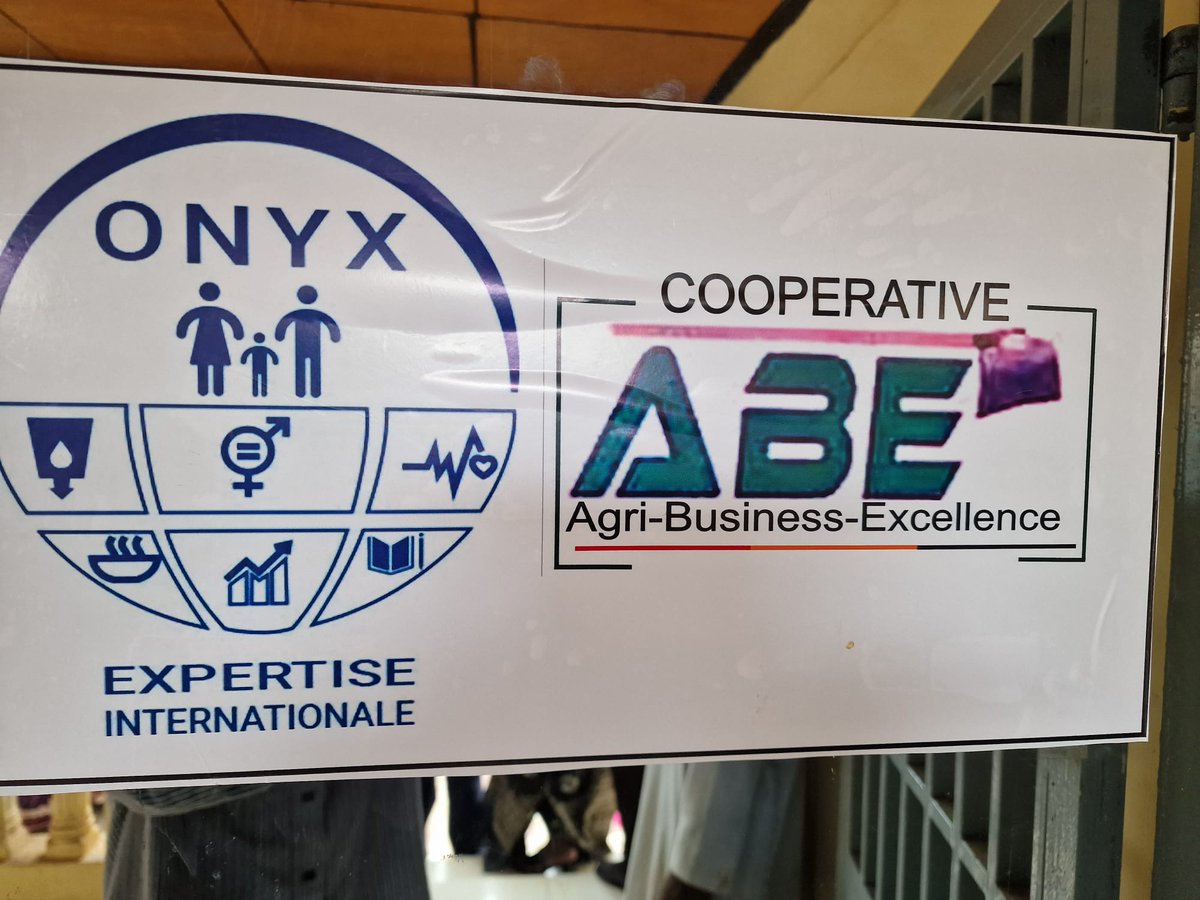 ONYX
EXPERTISE
INTERNATIONALE
COOPERATIVE
ABE
Agri-Business-Excellence